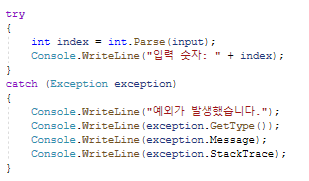 try
{
int index = int.Parse(input);
Console.WriteLine("입력 숫자: " + index);
}
catch (Exception exception)
{
Console.WriteLine("예외가 발생했습니다.");
Console.WriteLine(exception.GetType());
Console.WriteLine(exception.Message);
Console.WriteLine(exception.StackTrace);
}